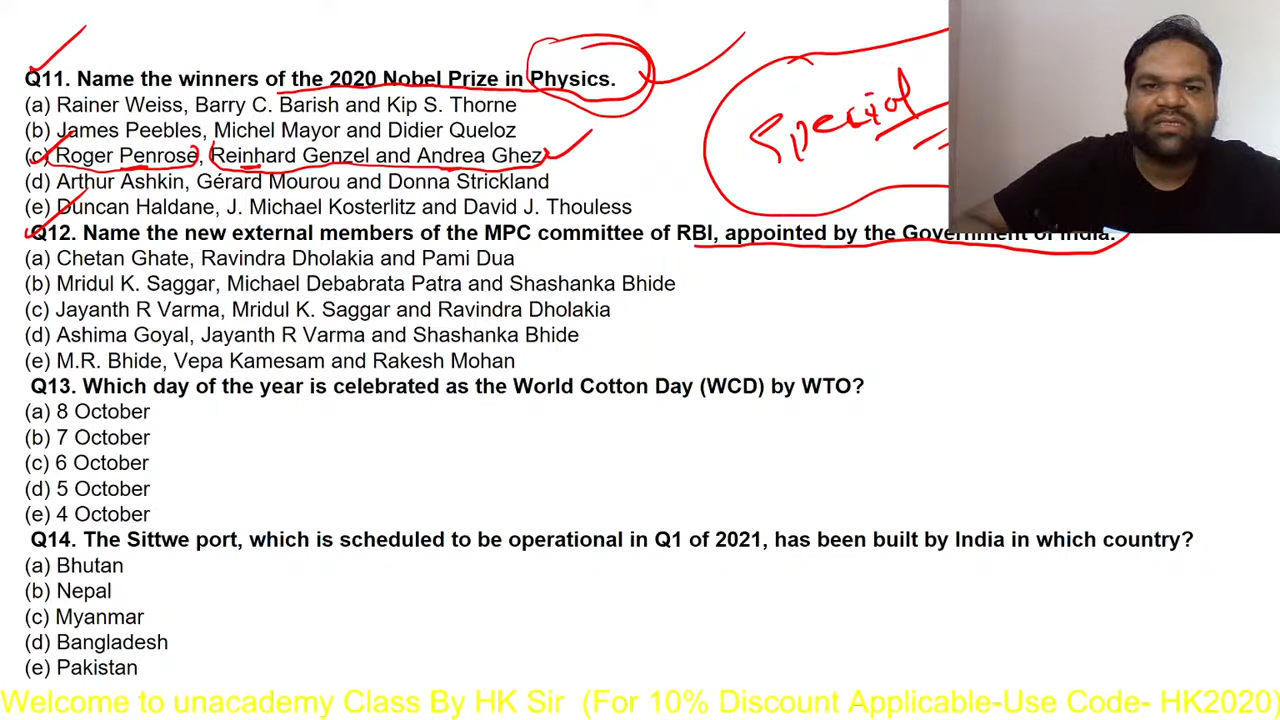 Q11. Name the winners of the 2020 Nobel Prize in Physics.
(a) Rainer Weiss, Barry C. Barish and Kip S. Thorne
(b) James Peebles, Michel Mayor and Didier Queloz
(c) Roger Penrose, Reinhard Genzel and Andrea Ghez
(d) Arthur Ashkin, Gérard Mourou and Donna Strickland
(e) Duncan Haldane, J. Michael Kosterlitz and David J. Thouless
Special
Q12. Name the new external members of the MPC committee of RBI, appointed by the Government of India.
(a) Chetan Ghate, Ravindra Dholakia and Pami Dua
(b) Mridul K. Saggar, Michael Debabrata Patra and Shashanka Bhide
(c) Jayanth R Varma, Mridul K. Saggar and Ravindra Dholakia
(d) Ashima Goyal, Jayanth R Varma and Shashanka Bhide
(e) M.R. Bhide, Vepa Kamesam and Rakesh Mohan
Q13. Which day of the year is celebrated as the World Cotton Day (WCD) by WTO?
(a) 8 October
(b) 7 October
(c) 6 October
(d) 5 October
(e) 4 October
Q14. The Sittwe port, which is scheduled to be operational in Q1 of 2021, has been built by India in which country?
(a) Bhutan
(b) Nepal
(c) Myanmar
(d) Bangladesh
(e) Pakistan
Welcome to unacademy Class By HK Sir (For 10% Discount Applicable-Use Code- HK2020)